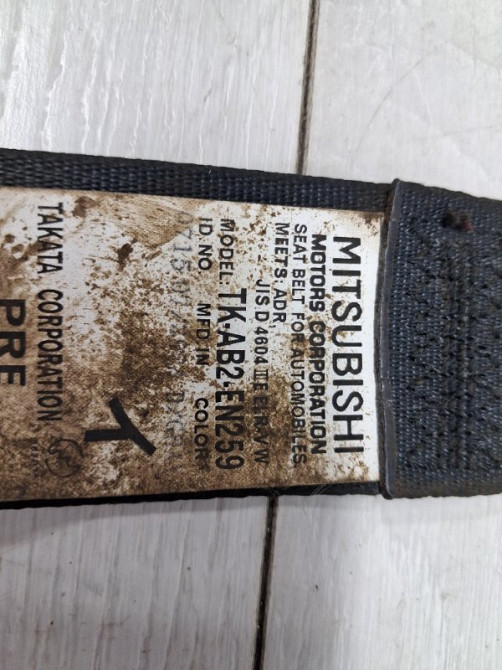 MITSUBISHI
MOTORS CORPORATION
SEAT BELT FOR AUTOMOBILES
MEETS: ADR,
JIS.D 4604
MODEL: TK-AB2-EN259
ID NO. MFD.IN COLOR
TAKATA CORPORATION.
PRE